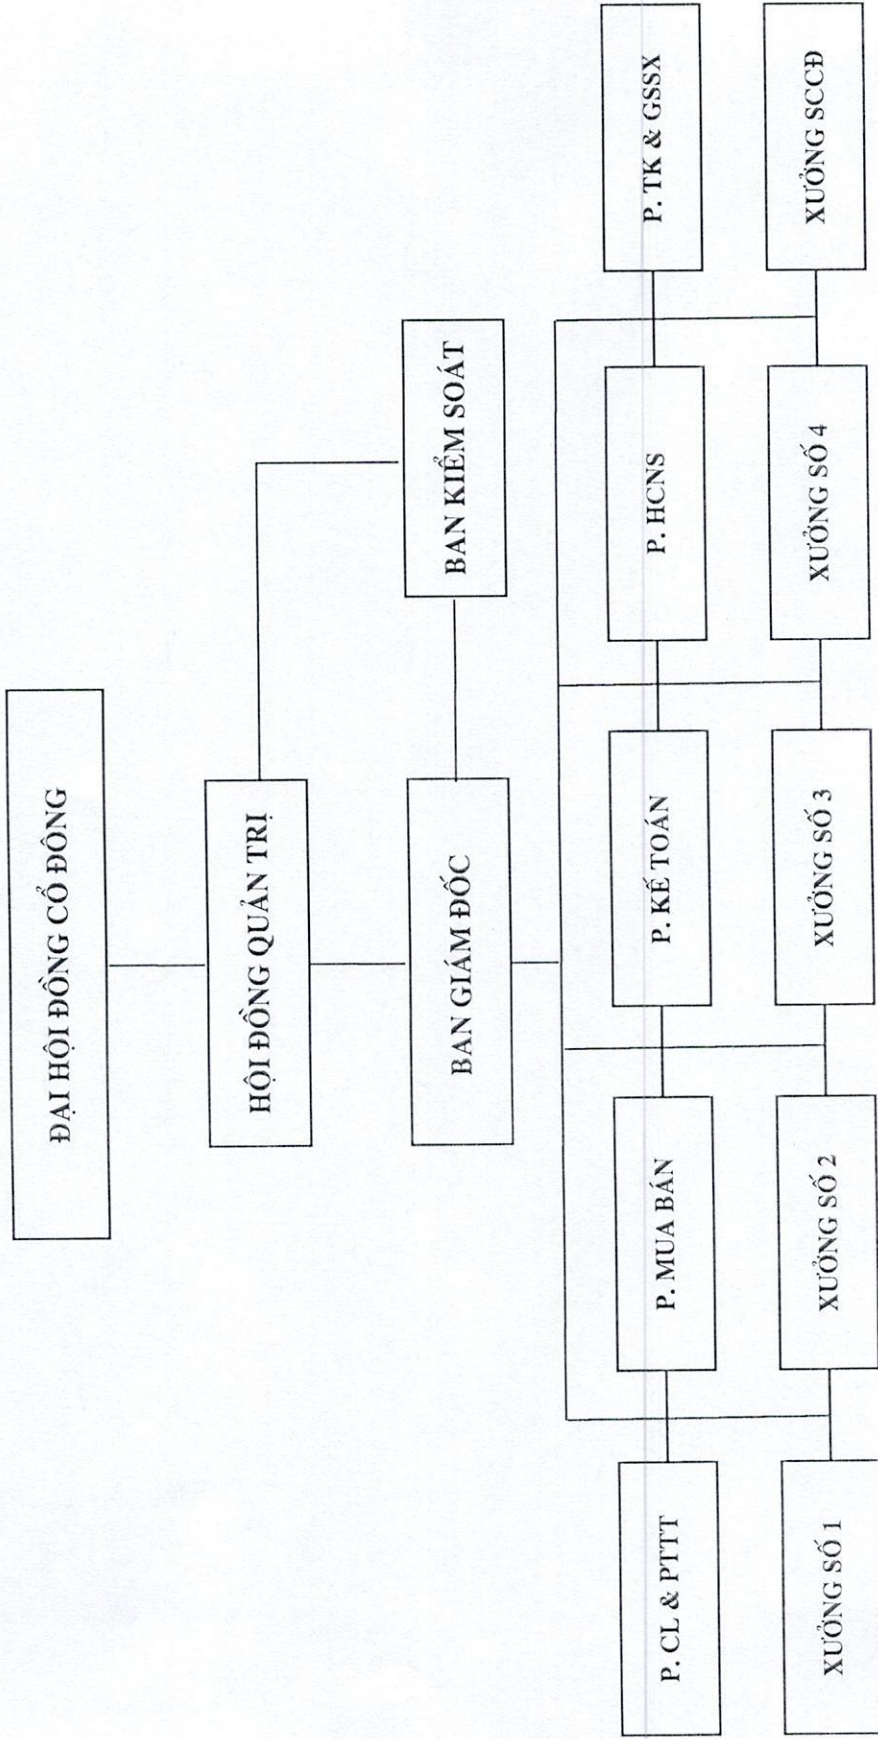 ĐẠI HỘI ĐỒNG CỔ ĐÔNG
HỘI ĐỒNG QUẢN TRỊ
BAN GIÁM ĐỐC
BAN KIỂM SOÁT
P. CL & PTTT
P. MUA BÁN
P. KẾ TOÁN
P. HCNS
P. TK & GSSX
XƯỞNG SỐ 1
XƯỞNG SỐ 2
XƯỞNG SỐ 3
XƯỞNG SỐ 4
XƯỞNG SCCĐ